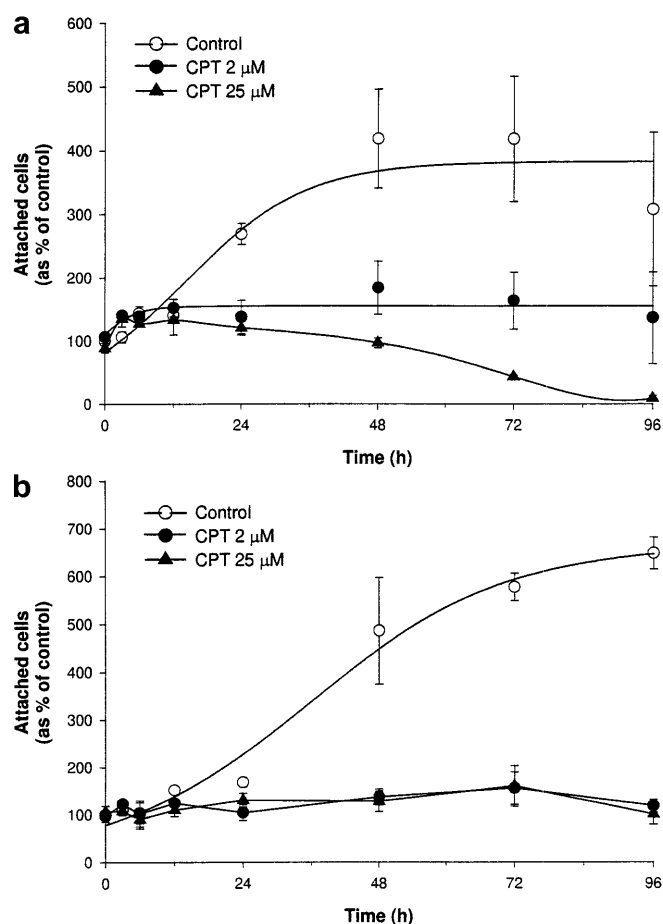 a
600
500
400
300
200
100
0
Attached cells
(as % of control)
Control
CPT 2 μM
CPT 25 μM
0 24 48 72 96
Time (h)
b
800
700
600
500
400
300
200
100
0
Attached cells
(as % of control)
Control
CPT 2 μM
CPT 25 μM
0 24 48 72 96
Time (h)